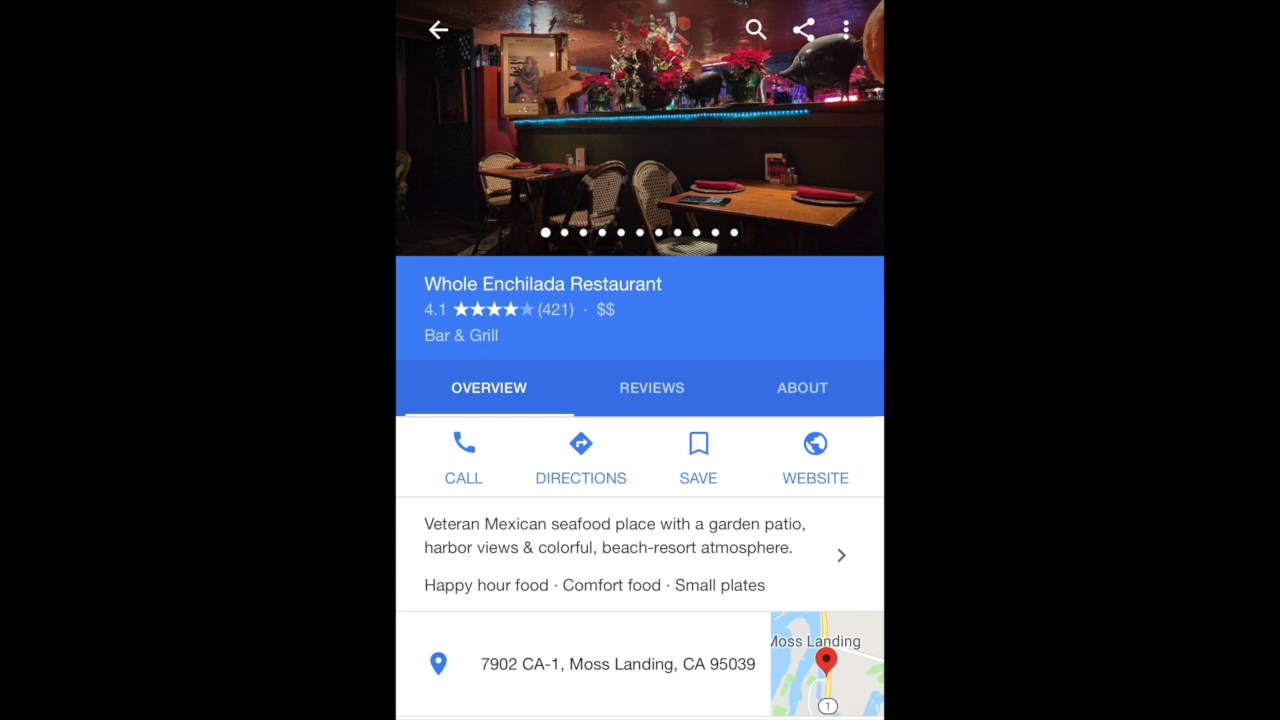 Whole Enchilada Restaurant
4.1 ★★★★★ (421) · $$
Bar & Grill
OVERVIEW REVIEWS ABOUT
CALL DIRECTIONS SAVE WEBSITE
Veteran Mexican seafood place with a garden patio,
harbor views & colorful, beach-resort atmosphere.
Happy hour food · Comfort food · Small plates
Moss Landing
7902 CA-1, Moss Landing, CA 95039
1